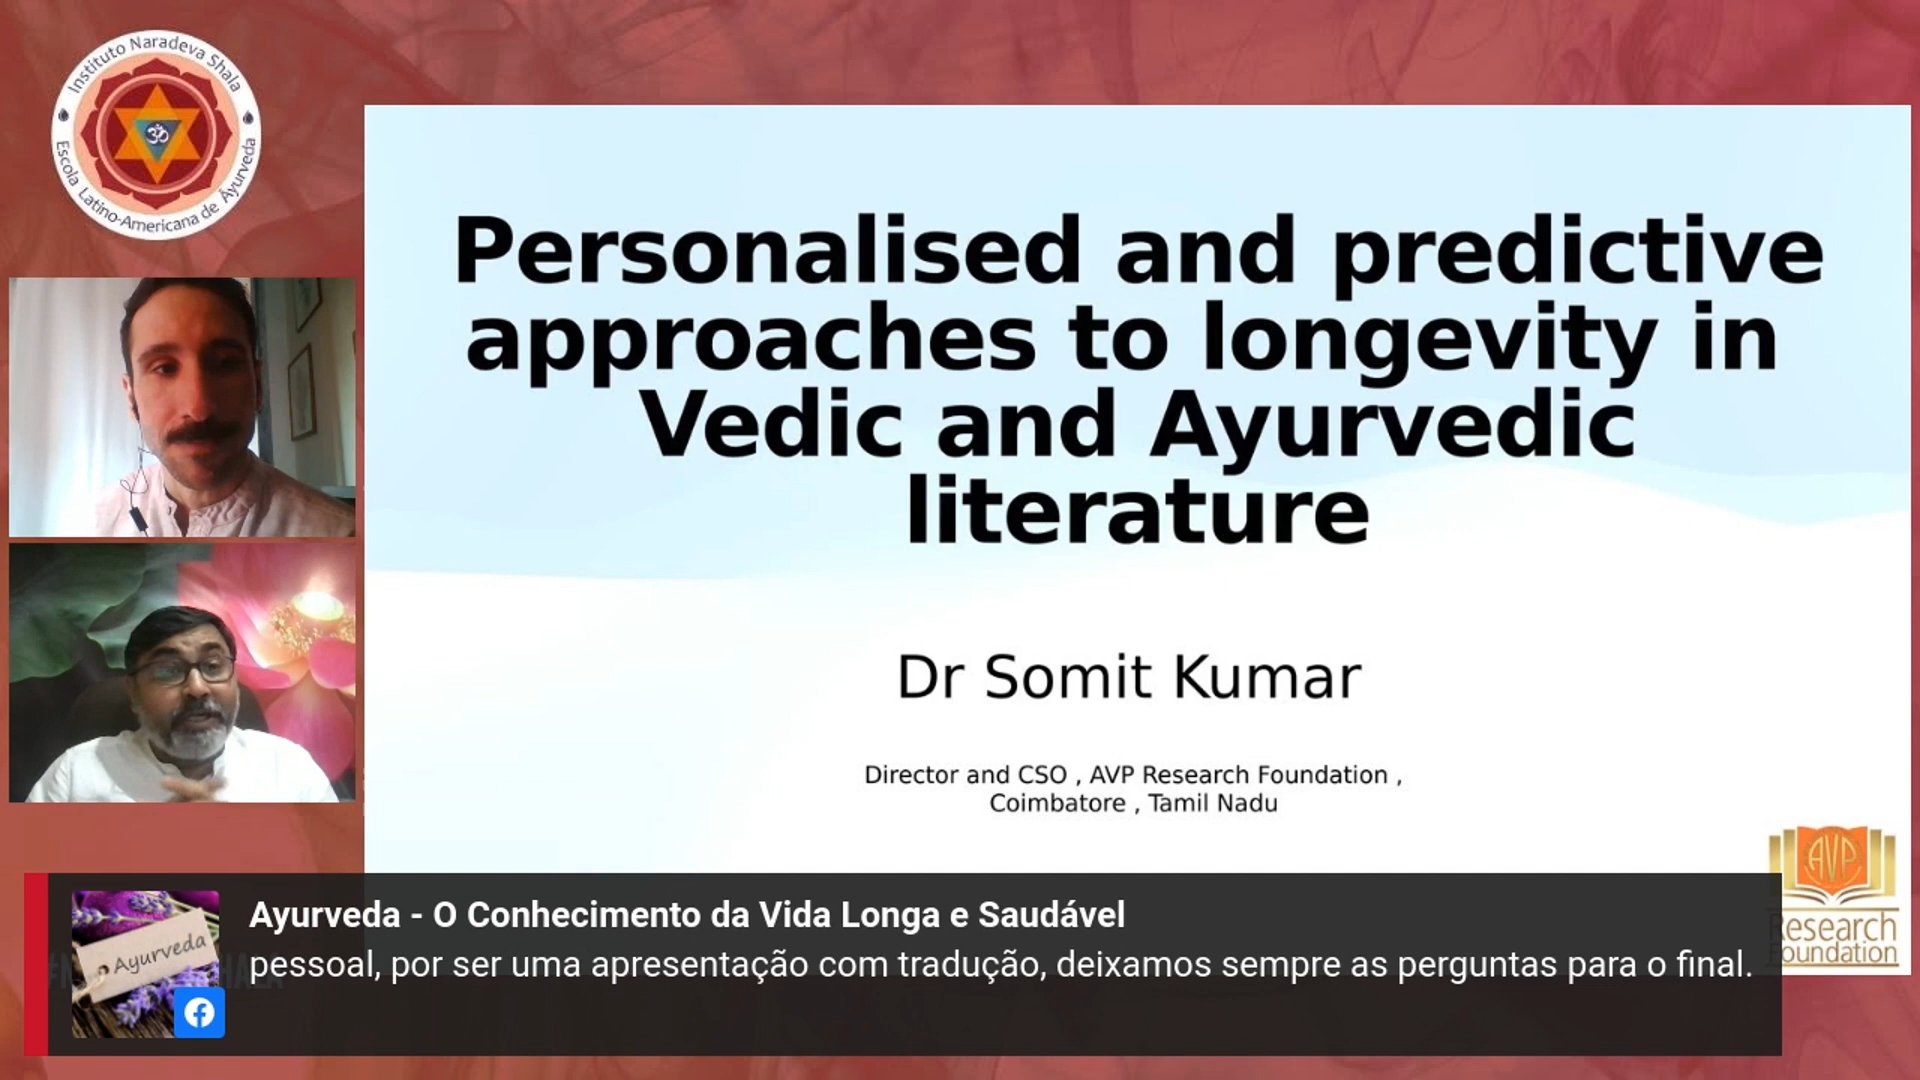 Instituto Naradeva Shala
Escola Latino-Americana de Āyurveda
ॐ
Personalised and predictive
approaches to longevity in
Vedic and Ayurvedic
literature
Dr Somit Kumar
Director and CSO , AVP Research Foundation ,
Coimbatore , Tamil Nadu
AVP
Research
Foundation
Ayurveda
Ayurveda - O Conhecimento da Vida Longa e Saudável
pessoal, por ser uma apresentação com tradução, deixamos sempre as perguntas para o final.